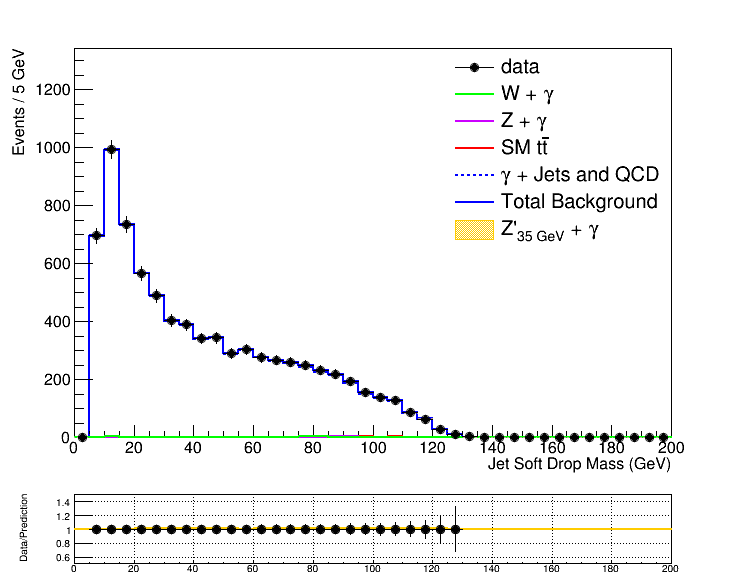 Events / 5 GeV
1200
1000
800
600
400
200
0
0 20 40 60 80 100 120 140 160 180 200
Jet Soft Drop Mass (GeV)
data
W + γ
Z + γ
SM tt̄
γ + Jets and QCD
Total Background
Z'35 GeV + γ
Data/Prediction
1.4
1.2
1
0.8
0.6
0 20 40 60 80 100 120 140 160 180 200